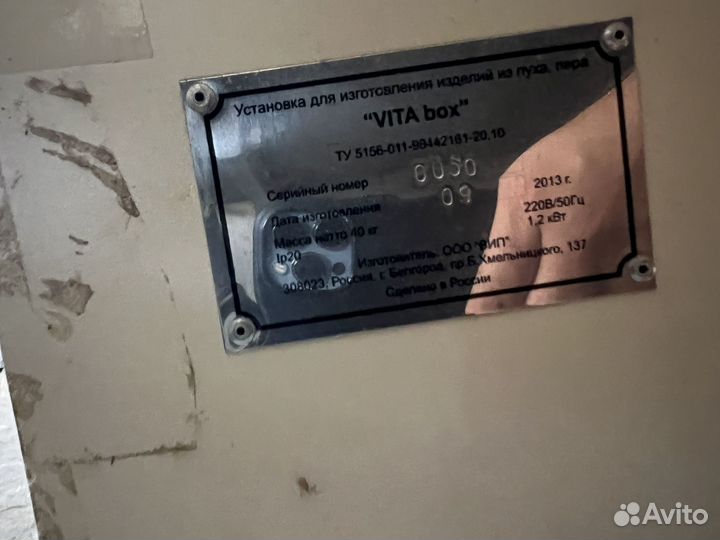 Установка для изготовления изделий из пуха, пера
"VITA box"
ТУ 5156-011-98442161-20.10
Серийный номер 0050
Дата изготовления 09 2013 г.
Масса нетто 40 кг 220В/50Гц
Ip20 1,2 кВт
Изготовитель: ООО "ВИП"
308023, Россия, г. Белгород, пр.Б.Хмельницкого, 137
Сделано в России
Avito